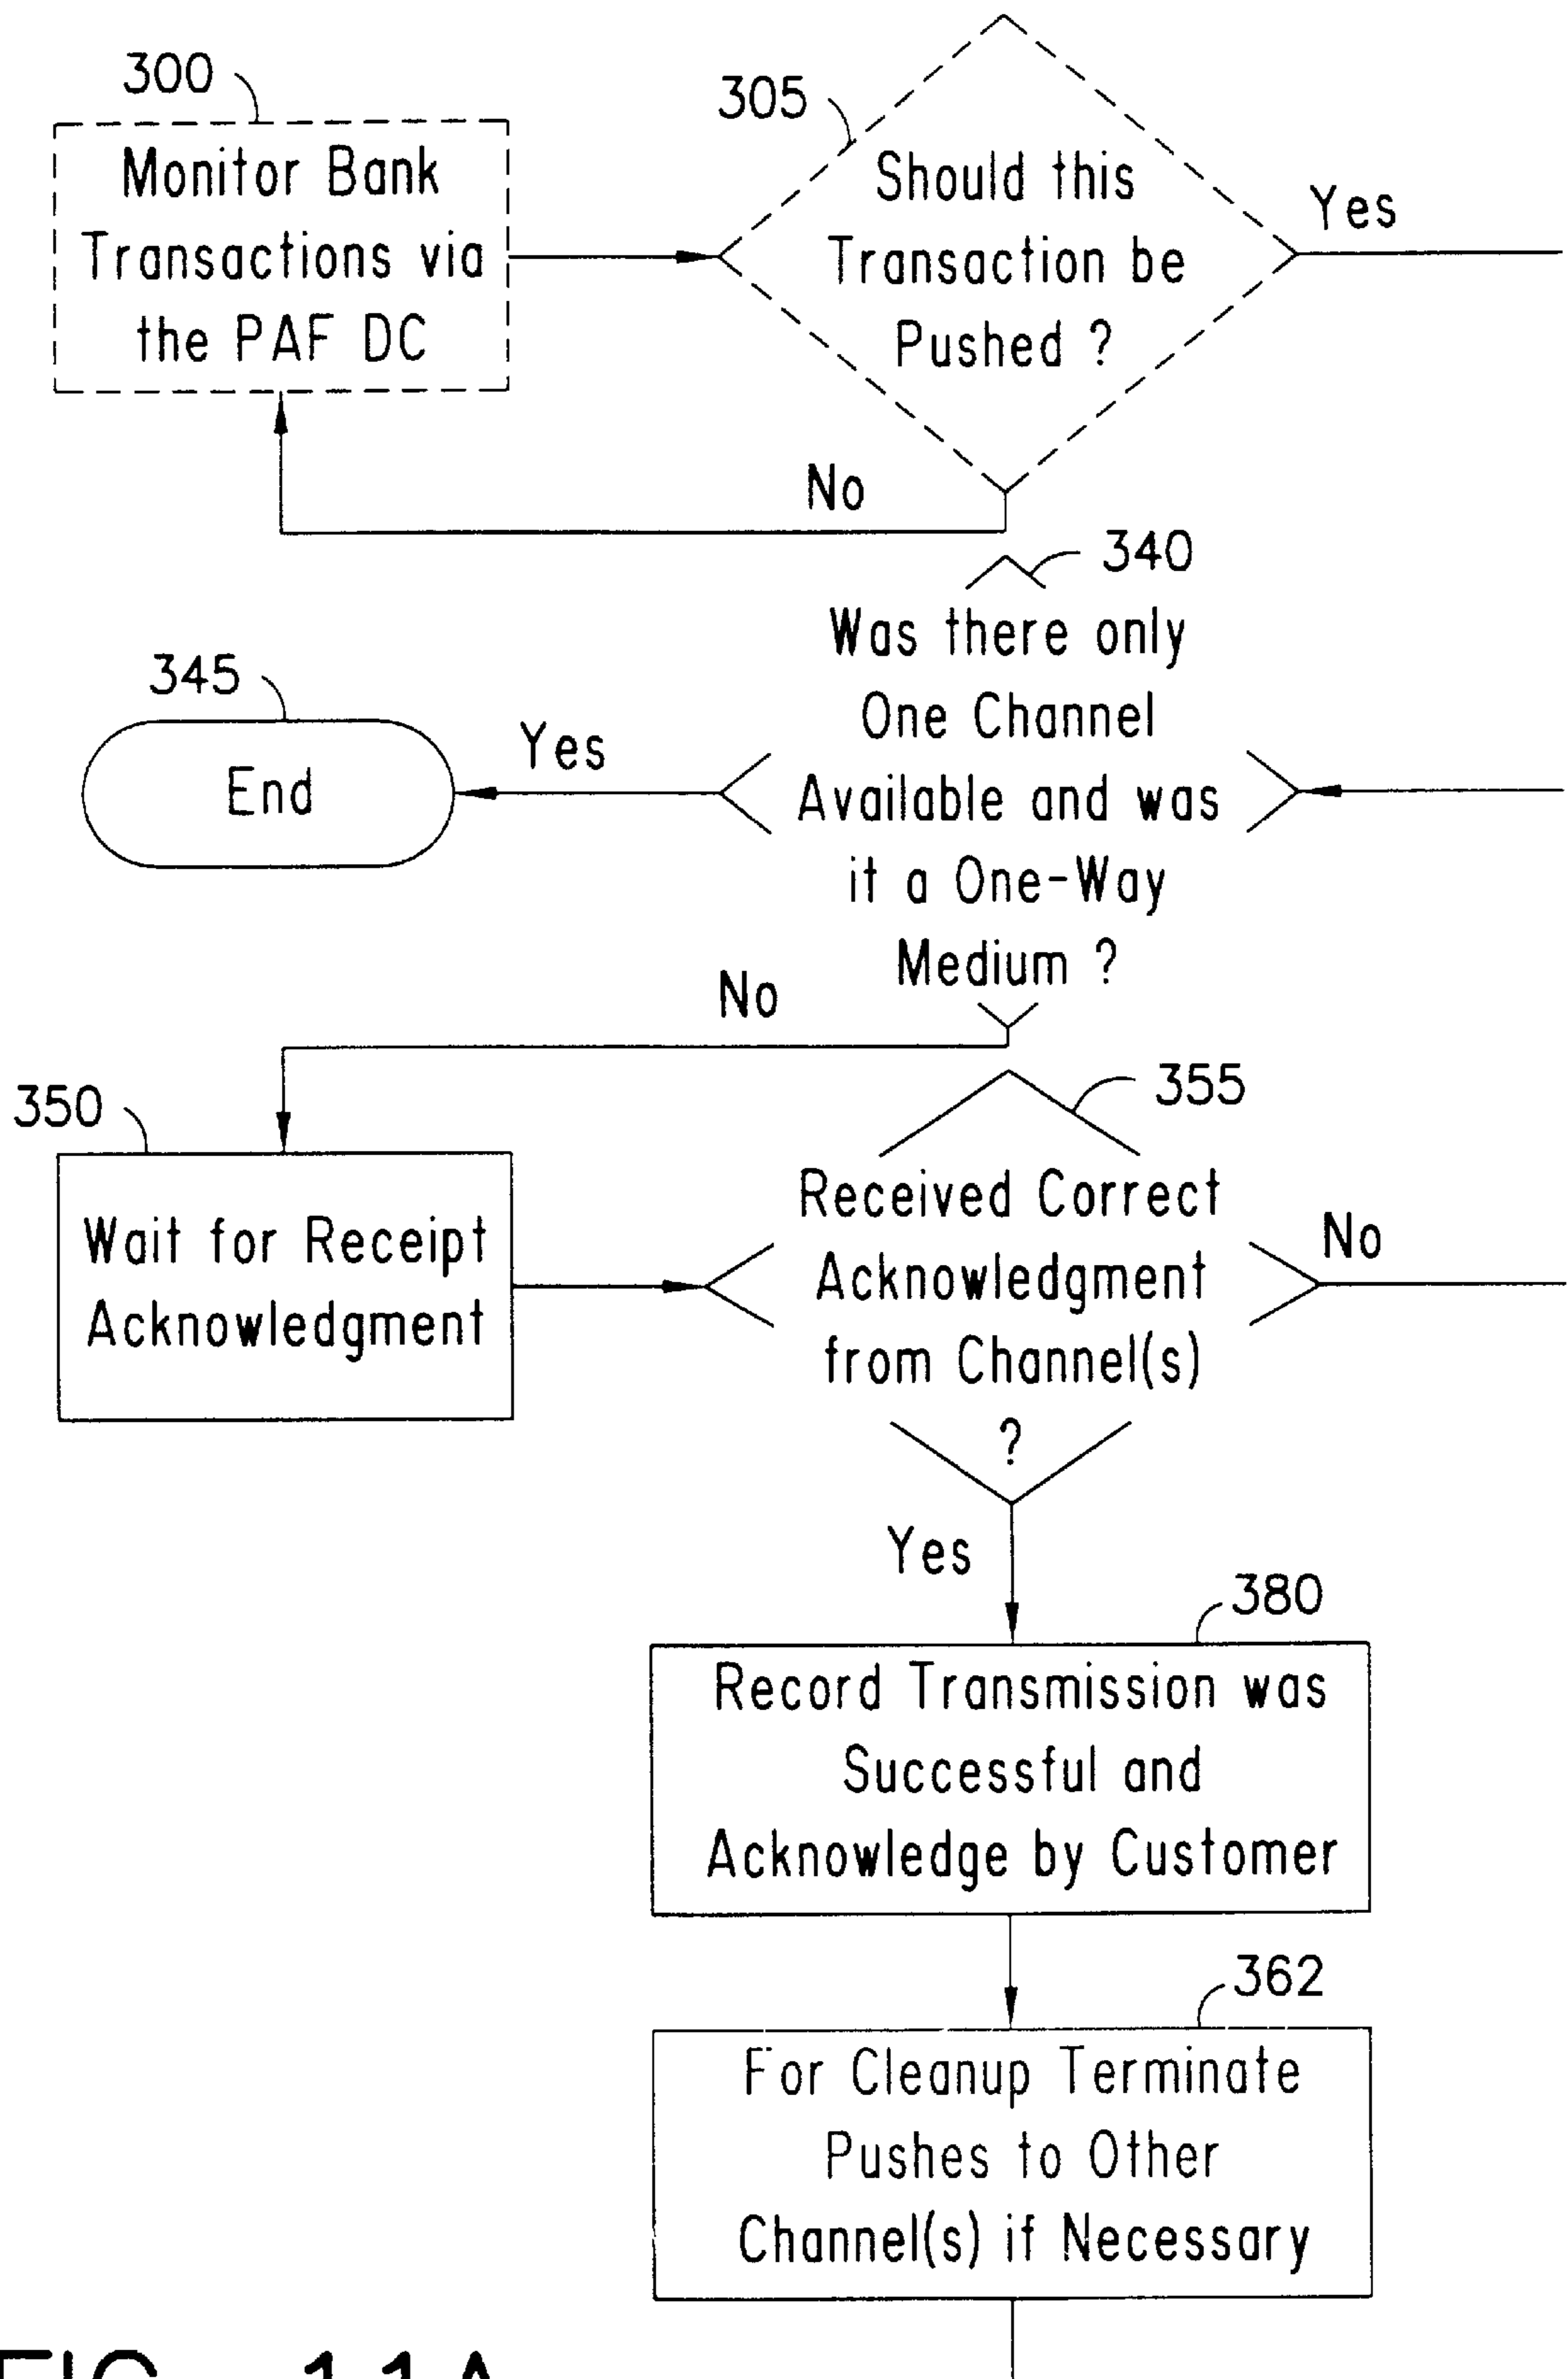 300
Monitor Bank
Transactions via
the PAF DC
305
Should this
Transaction be
Pushed ?
Yes
No
340
Was there only
One Channel
Available and was
it a One-Way
Medium ?
345
End
Yes
No
350
Wait for Receipt
Acknowledgment
355
Received Correct
Acknowledgment
from Channel(s)
?
No
Yes
380
Record Transmission was
Successful and
Acknowledge by Customer
362
For Cleanup Terminate
Pushes to Other
Channel(s) if Necessary
FIG. 11A